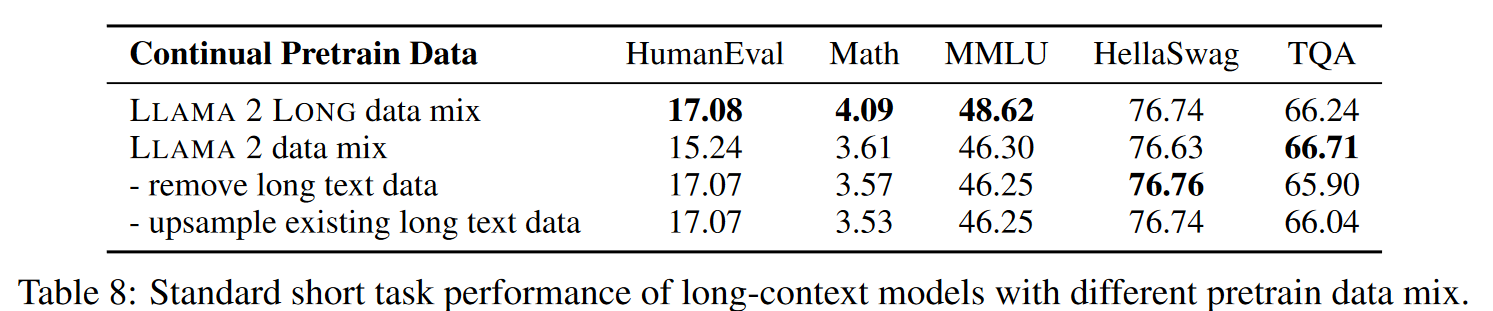 Continual Pretrain Data HumanEval Math MMLU HellaSwag TQA
LLAMA 2 LONG data mix 17.08 4.09 48.62 76.74 66.24
LLAMA 2 data mix 15.24 3.61 46.30 76.63 66.71
- remove long text data 17.07 3.57 46.25 76.76 65.90
- upsample existing long text data 17.07 3.53 46.25 76.74 66.04
Table 8: Standard short task performance of long-context models with different pretrain data mix.